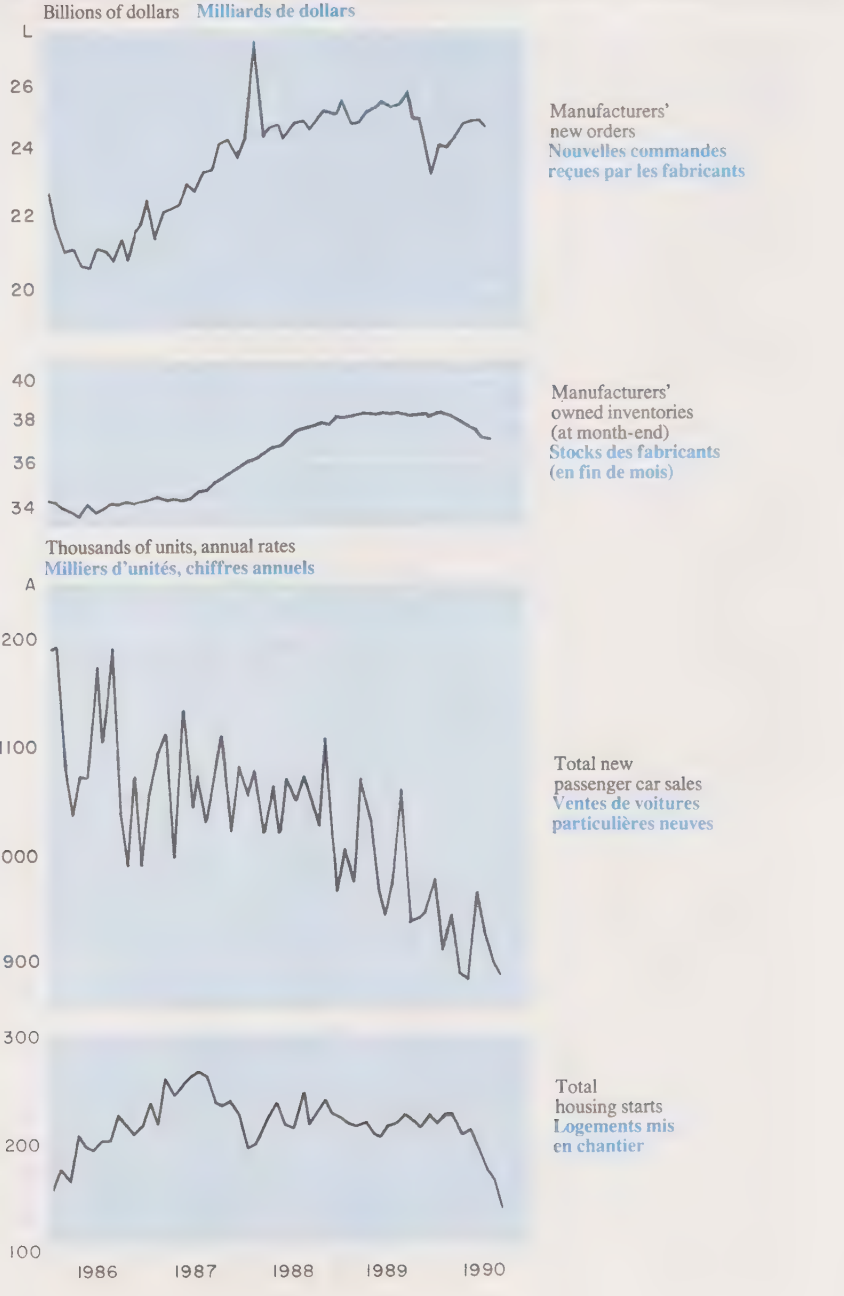 Billions of dollars Milliards de dollars
L
26
24
22
20
Manufacturers'
new orders
Nouvelles commandes
reçues par les fabricants
40
38
36
34
Manufacturers'
owned inventories
(at month-end)
Stocks des fabricants
(en fin de mois)
Thousands of units, annual rates
Milliers d'unités, chiffres annuels
A
200
1100
000
900
Total new
passenger car sales
Ventes de voitures
particulières neuves
300
200
100
Total
housing starts
Logements mis
en chantier
1986 1987 1988 1989 1990